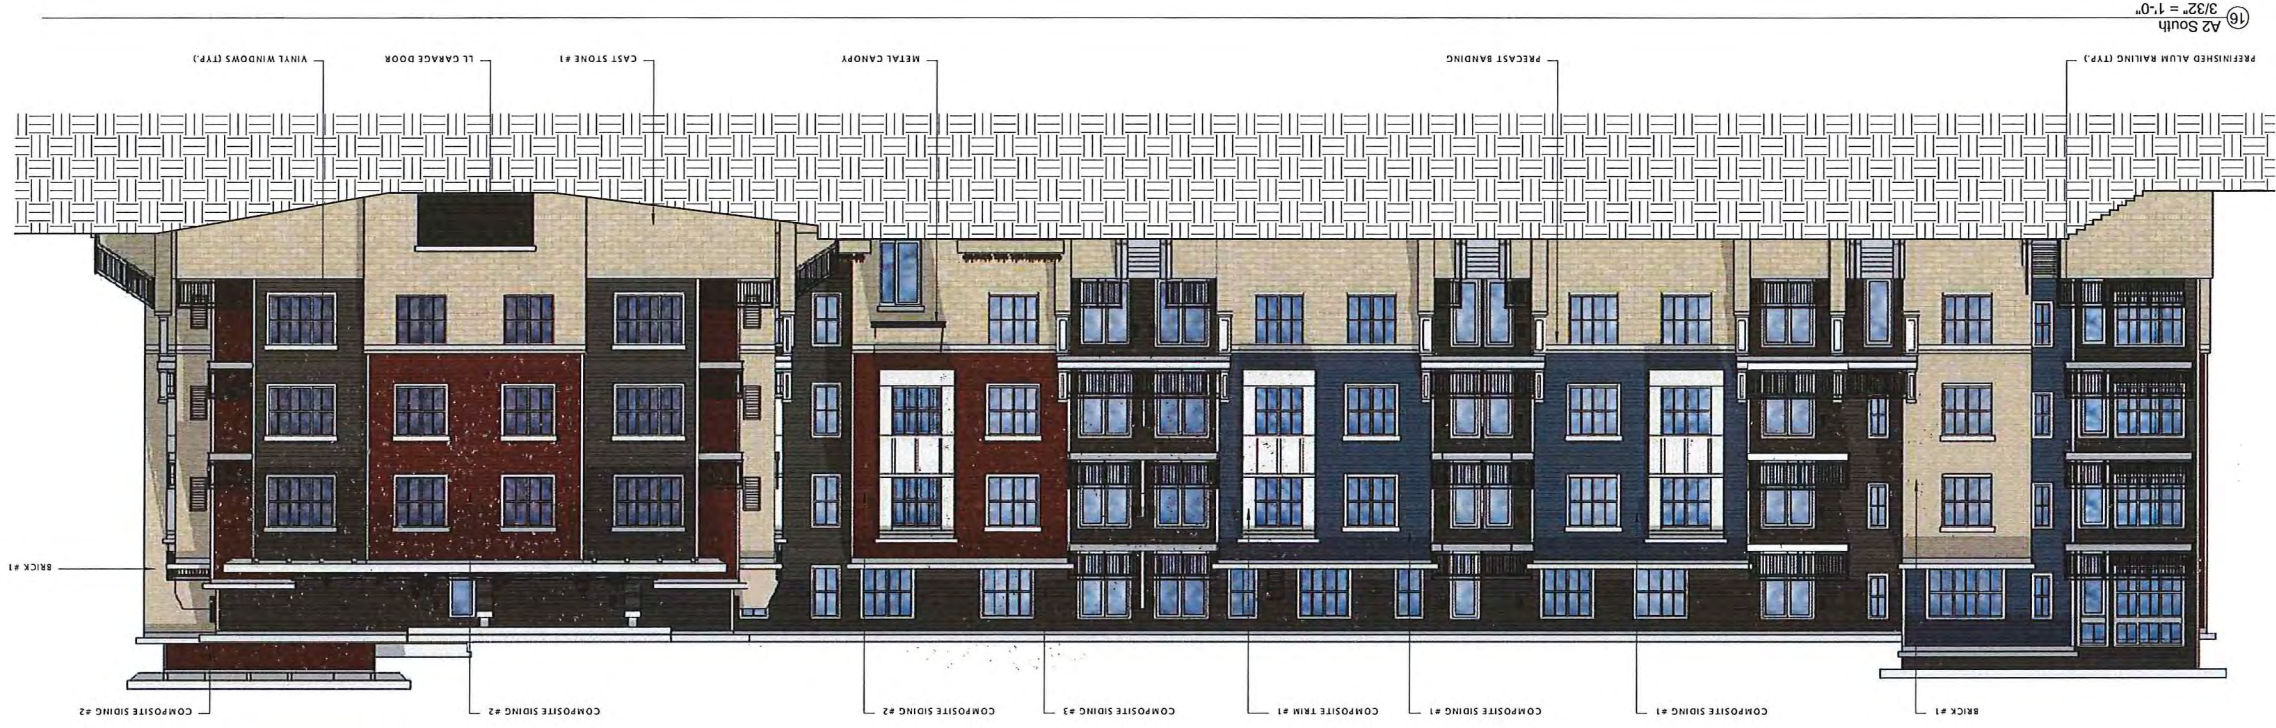 BRICK #1
COMPOSITE SIDING #1
COMPOSITE SIDING #1
COMPOSITE TRIM #1
COMPOSITE SIDING #3
COMPOSITE SIDING #2
COMPOSITE SIDING #2
COMPOSITE SIDING #2
BRICK #1
PREFINISHED ALUM RAILING (TYP.)
PRECAST BANDING
METAL CANOPY
CAST STONE #1
LL GARAGE DOOR
VINYL WINDOWS (TYP.)
16
A2 South
3/32" = 1'-0"